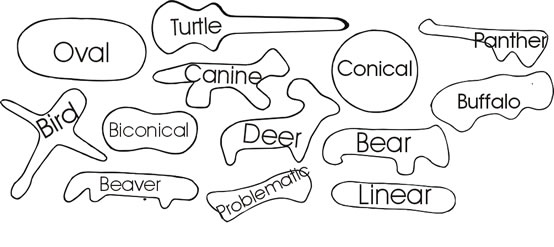 Turtle
Panther
Oval
Canine
Conical
Buffalo
Bird
Biconical
Deer
Bear
Beaver
Problematic
Linear